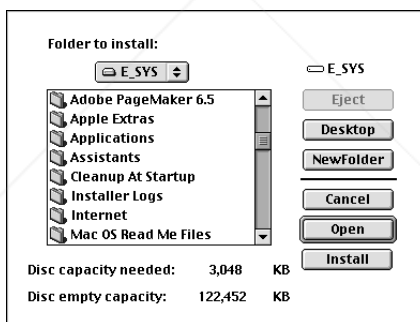 Folder to install:
E_SYS
E_SYS
Adobe PageMaker 6.5
Apple Extras
Applications
Assistants
Cleanup At Startup
Installer Logs
Internet
Mac OS Read Me Files
Eject
Desktop
NewFolder
Cancel
Open
Install
Disc capacity needed: 3,048 KB
Disc empty capacity: 122,452 KB